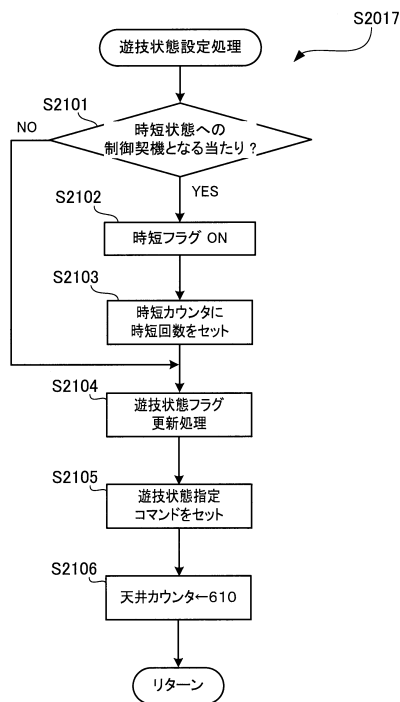 S2017
遊技状態設定処理
S2101
NO
時短状態への
制御契機となる当たり?
YES
S2102
時短フラグ ON
S2103
時短カウンタに
時短回数をセット
S2104
遊技状態フラグ
更新処理
S2105
遊技状態指定
コマンドをセット
S2106
天井カウンタ←610
リターン